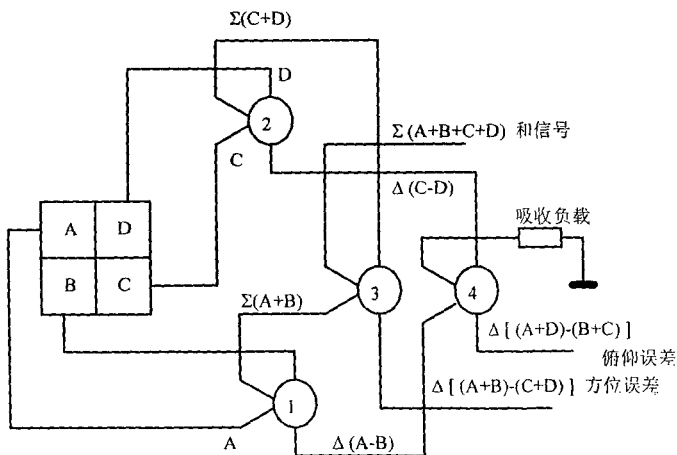 Σ(C+D)
D
2
Σ(A+B+C+D) 和信号
C
Δ(C-D)
吸收负载
A D
B C
3
4
Σ(A+B)
Δ[(A+D)-(B+C)]
俯仰误差
Δ[(A+B)-(C+D)] 方位误差
1
A
Δ(A-B)